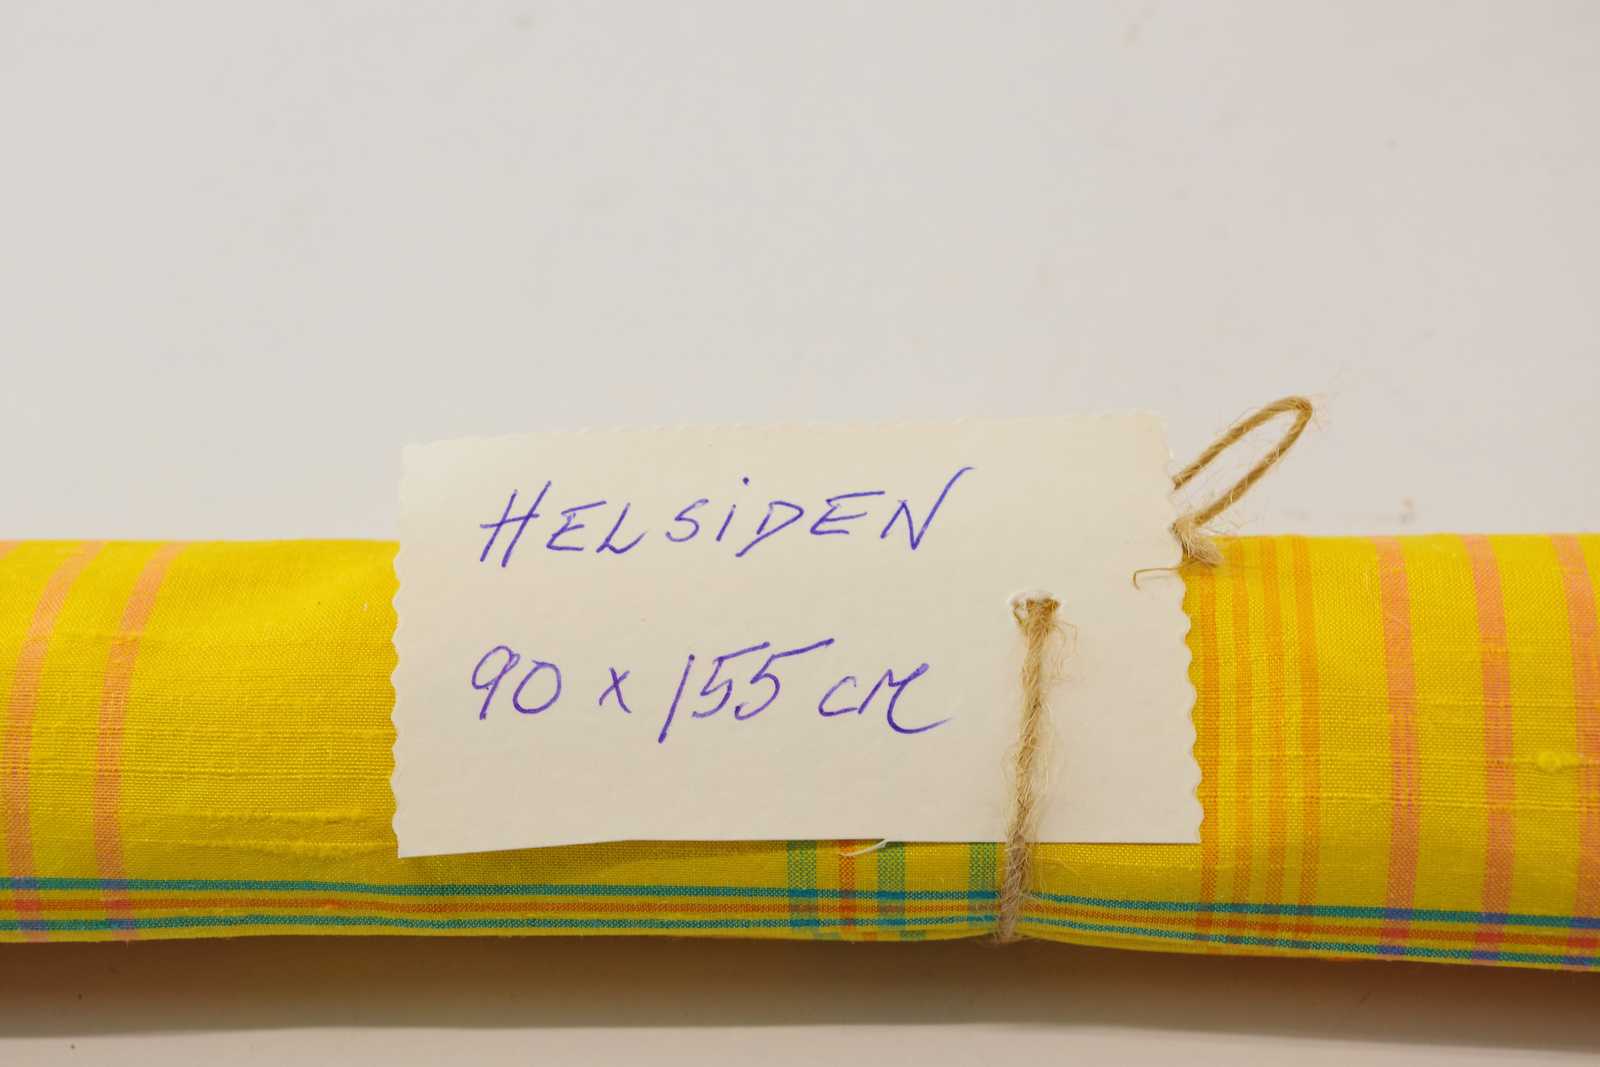 HELSiDEN
90 x 155 cm